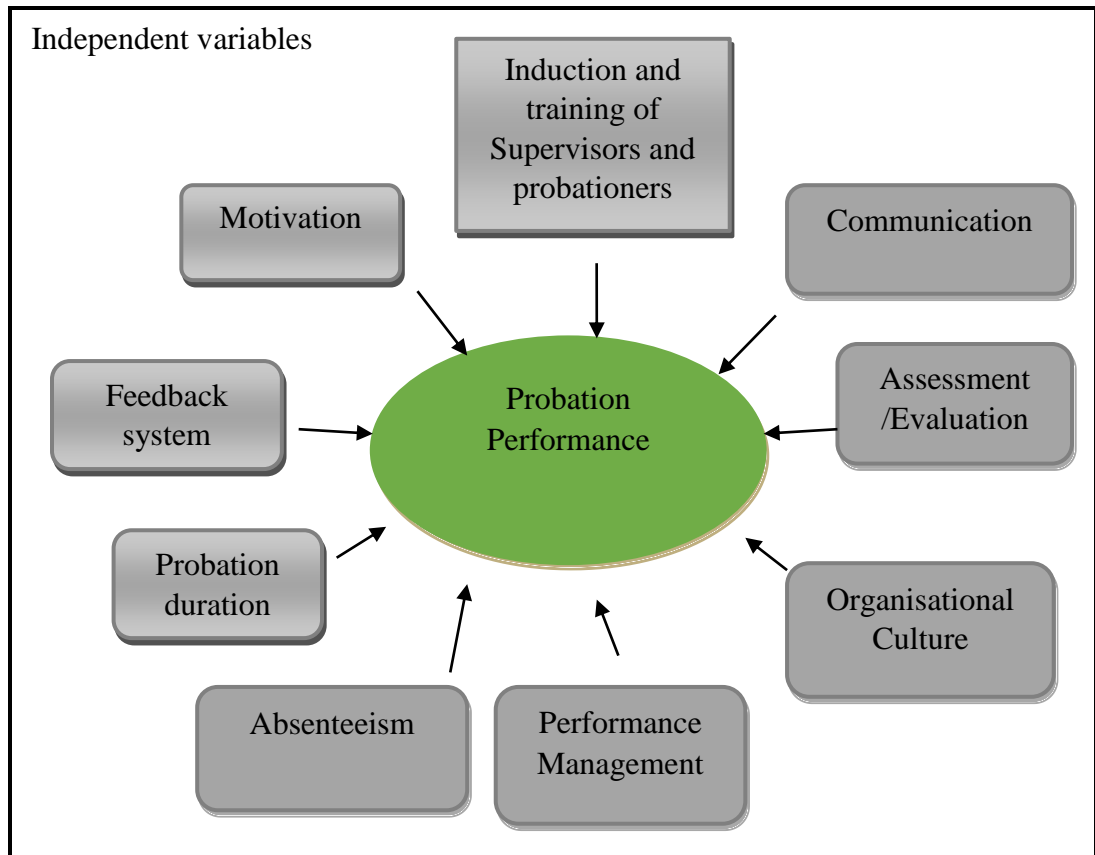 Independent variables
Induction and
training of
Supervisors and
probationers
Motivation
Communication
Feedback
system
Probation
Performance
Assessment
/Evaluation
Probation
duration
Organisational
Culture
Absenteeism
Performance
Management